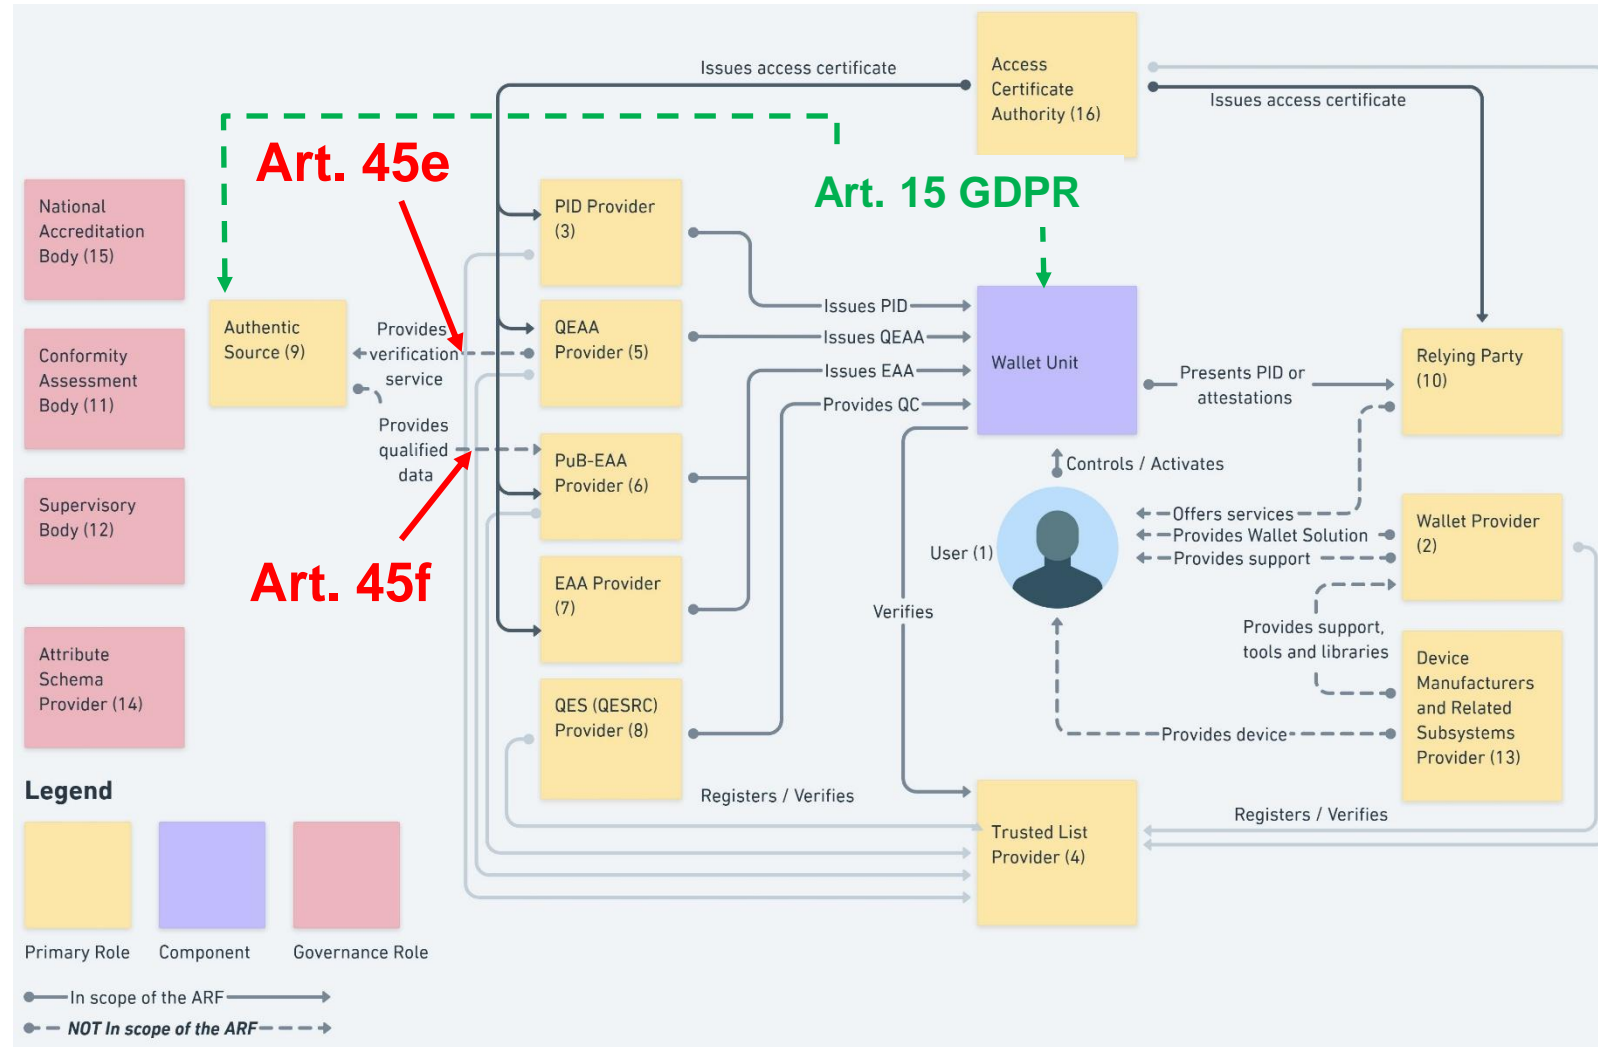 Issues access certificate
Access
Certificate
Authority (16)
Issues access certificate
Art. 45e
Art. 15 GDPR
National
Accreditation
Body (15)
PID Provider
(3)
Authentic
Source (9)
Provides
verification
service
QEAA
Provider (5)
Issues PID
Issues QEAA
Issues EAA
Provides QC
Wallet Unit
Relying Party
(10)
Presents PID or
attestations
Conformity
Assessment
Body (11)
Provides
qualified
data
PuB-EAA
Provider (6)
Controls / Activates
Supervisory
Body (12)
Art. 45f
User (1)
Offers services
Provides Wallet Solution
Provides support
Wallet Provider
(2)
EAA Provider
(7)
Verifies
Provides support,
tools and libraries
Attribute
Schema
Provider (14)
QES (QESRC)
Provider (8)
Device
Manufacturers
and Related
Subsystems
Provider (13)
Provides device
Registers / Verifies
Trusted List
Provider (4)
Registers / Verifies
Legend
Primary Role
Component
Governance Role
In scope of the ARF
NOT In scope of the ARF